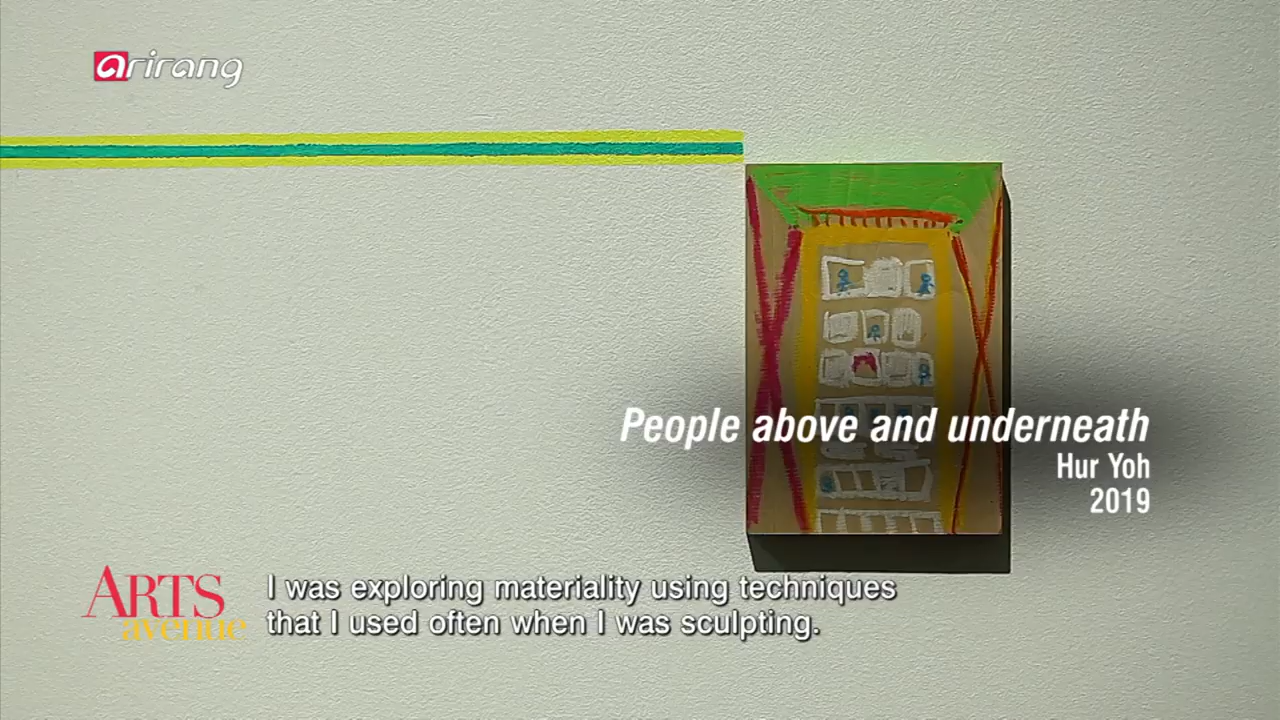 arirang
People above and underneath
Hur Yoh
2019
ARTS
avenue
I was exploring materiality using techniques
that I used often when I was sculpting.